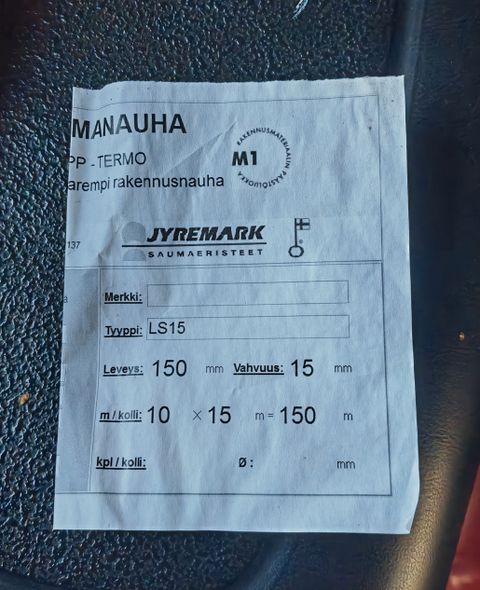 MANAUHA
PP - TERMO
arempi rakennusnauha
M1
RAKENNUSMATERIAALIN PÄÄSTÖLUOKKA
137
JYREMARK
SAUMAERISTEET
Merkki:
Tyyppi: LS15
Leveys: 150 mm Vahvuus: 15 mm
m / kolli: 10 × 15 m = 150 m
kpl / kolli: Ø : mm